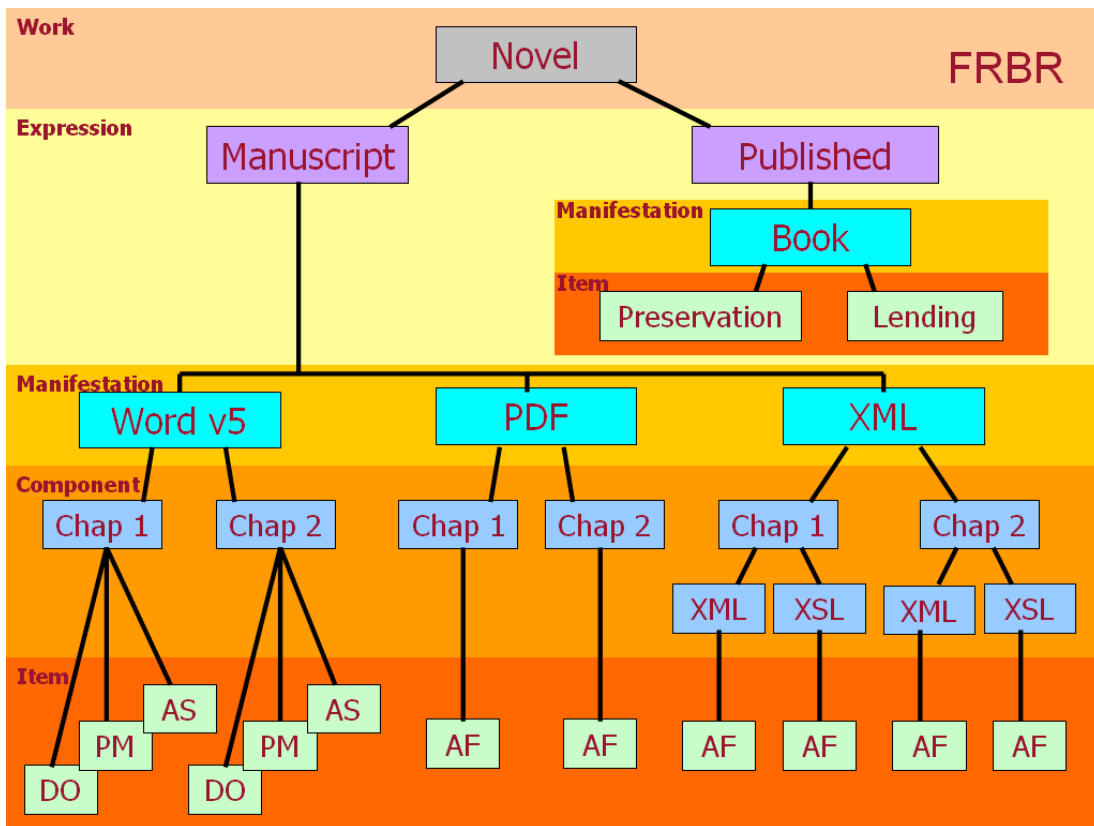 Work
Novel
FRBR
Expression
Manuscript
Published
Manifestation
Book
Item
Preservation
Lending
Manifestation
Word v5
PDF
XML
Component
Chap 1
Chap 2
Chap 1
Chap 2
Chap 1
Chap 2
XML
XSL
XML
XSL
Item
AS
AS
PM
PM
AF
AF
AF
AF
AF
AF
DO
DO